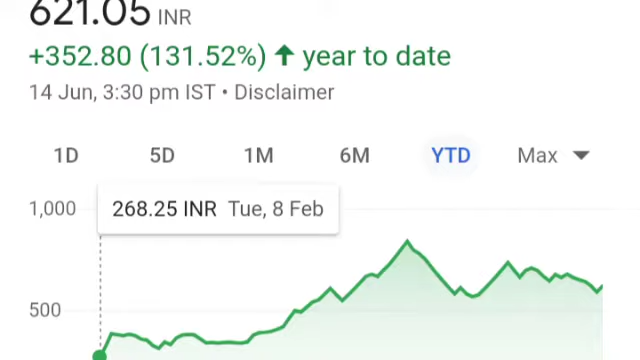 621.05 INR
+352.80 (131.52%) ↑ year to date
14 Jun, 3:30 pm IST • Disclaimer
1D 5D 1M 6M YTD Max
1,000
268.25 INR Tue, 8 Feb
500